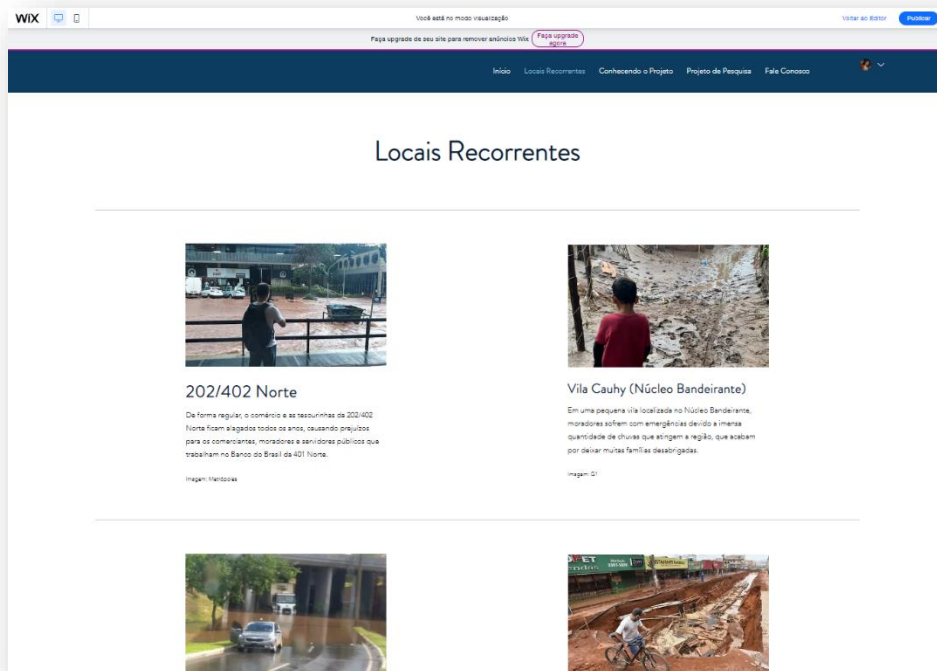 WiX
Você está no modo visualização
Voltar ao Editor
Publicar
Faça upgrade de seu site para remover anúncios Wix
Faça upgrade
agora
Início
Locais Recorrentes
Conhecendo o Projeto
Projeto de Pesquisa
Fale Conosco
Locais Recorrentes
202/402 Norte
De forma regular, o comércio e as tesourinhas da 202/402
Norte ficam alagados todos os anos, causando prejuízos
para os comerciantes, moradores e servidores públicos que
trabalham no Banco do Brasil da 401 Norte.
Imagem: Metrópoles
Vila Cauhy (Núcleo Bandeirante)
Em uma pequena vila localizada no Núcleo Bandeirante,
moradores sofrem com emergências devido a imensa
quantidade de chuvas que atingem a região, que acabam
por deixar muitas famílias desabrigadas.
Imagem: G1